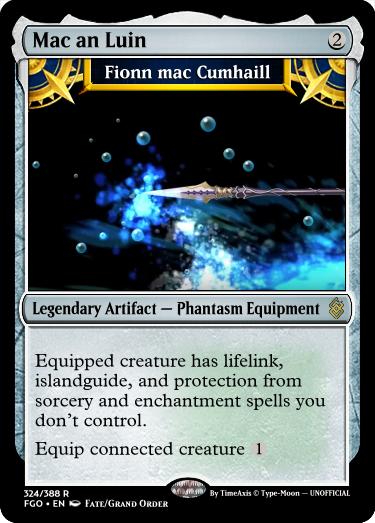 Mac an Luin 2
Fionn mac Cumhaill
Legendary Artifact — Phantasm Equipment
Equipped creature has lifelink,
islandguide, and protection from
sorcery and enchantment spells you
don't control.
Equip connected creature 1
324/388 R
FGO • EN Fate/Grand Order
By TimeAxis © Type-Moon — UNOFFICIAL